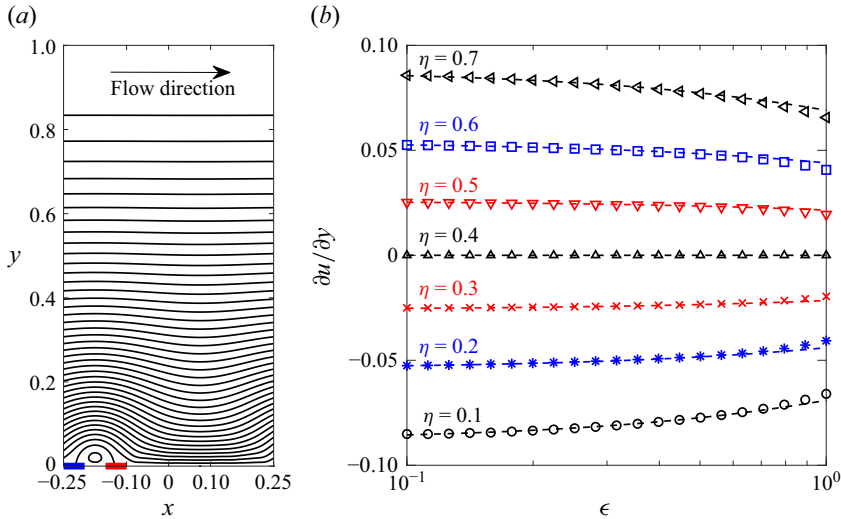 (a)
1.0
Flow direction
0.8
0.6
y
0.4
0.2
0
−0.25
−0.10
0
0.10
0.25
x
(b)
0.10
η = 0.7
η = 0.6
0.05
η = 0.5
∂u/∂y
η = 0.4
0
η = 0.3
η = 0.2
−0.05
η = 0.1
−0.10
10⁻¹
10⁰
ϵ